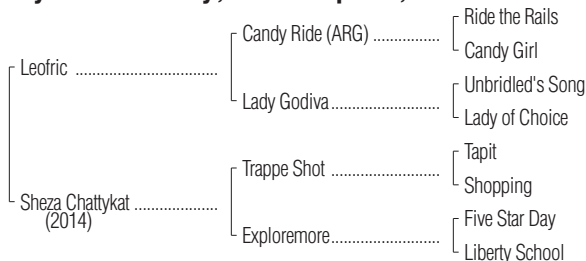 Ride the Rails
Candy Ride (ARG) ................
Candy Girl
Leofric ..................................
Unbridled's Song
Lady Godiva..........................
Lady of Choice
Tapit
Trappe Shot ..........................
Shopping
Sheza Chattykat ....................
(2014)
Five Star Day
Exploremore..........................
Liberty School